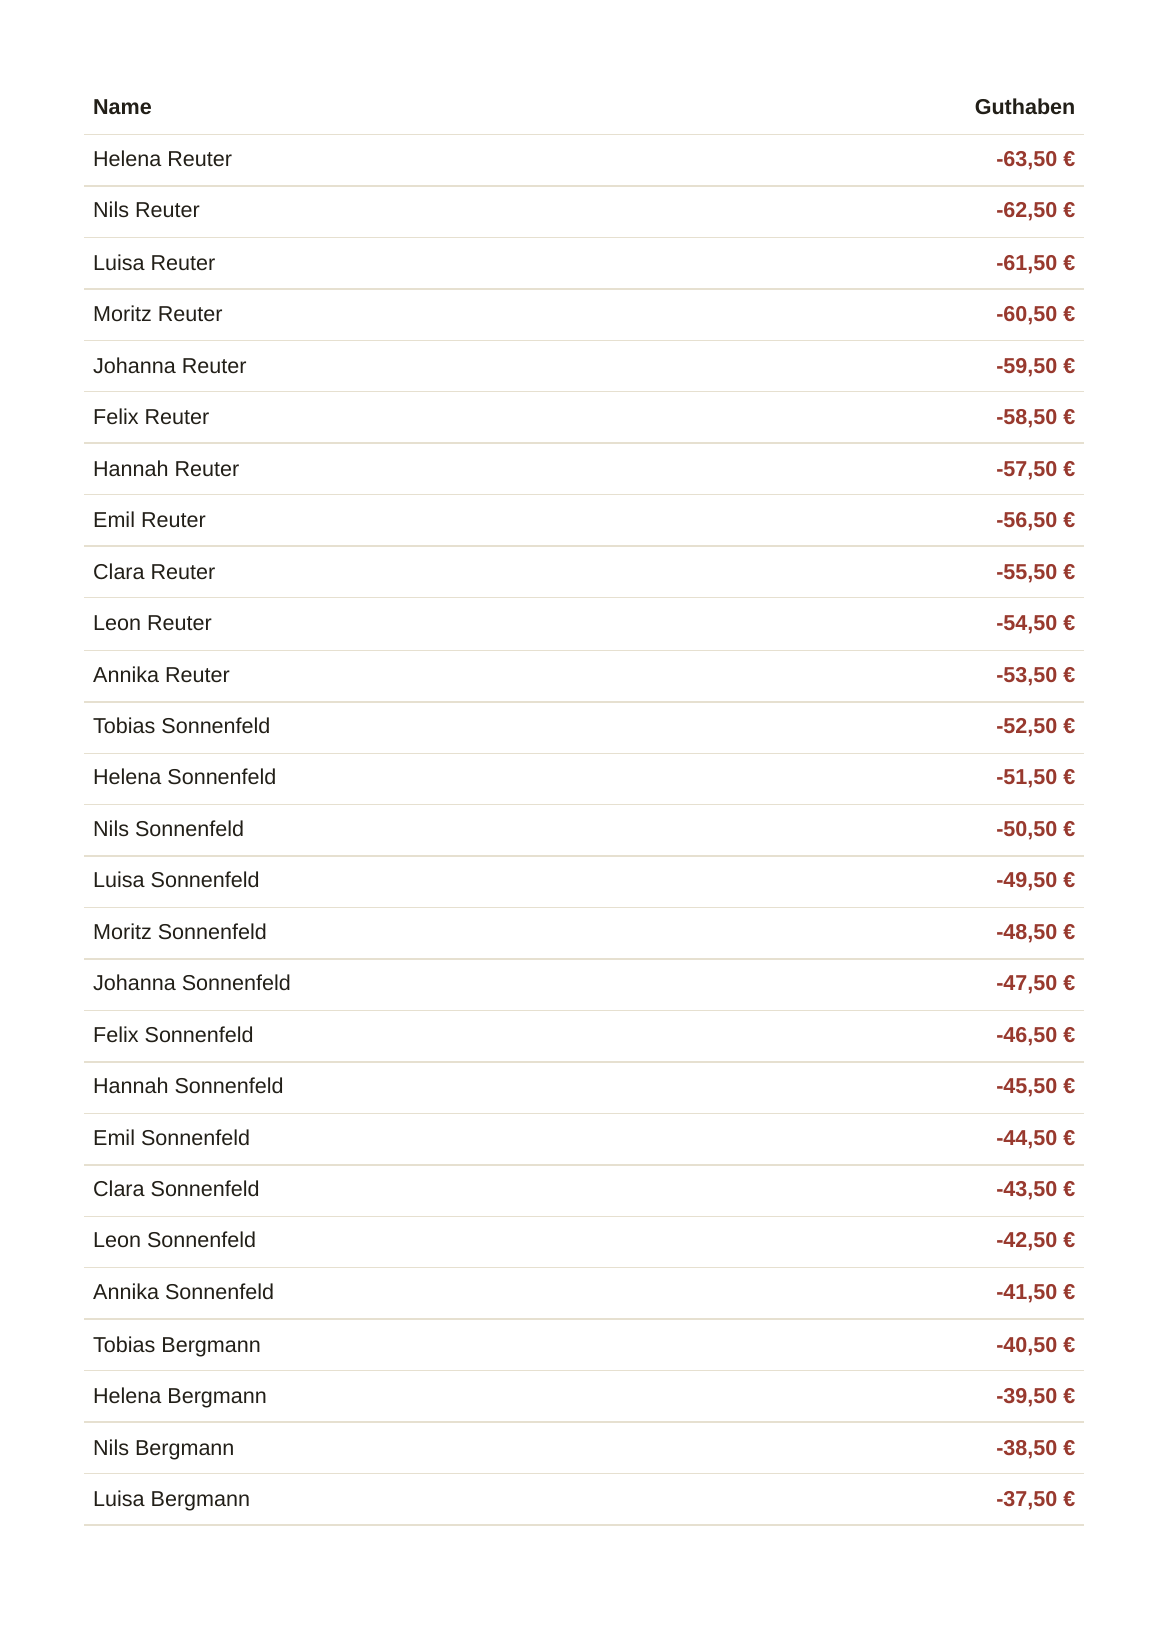 Name Guthaben
Helena Reuter -63,50 €
Nils Reuter -62,50 €
Luisa Reuter -61,50 €
Moritz Reuter -60,50 €
Johanna Reuter -59,50 €
Felix Reuter -58,50 €
Hannah Reuter -57,50 €
Emil Reuter -56,50 €
Clara Reuter -55,50 €
Leon Reuter -54,50 €
Annika Reuter -53,50 €
Tobias Sonnenfeld -52,50 €
Helena Sonnenfeld -51,50 €
Nils Sonnenfeld -50,50 €
Luisa Sonnenfeld -49,50 €
Moritz Sonnenfeld -48,50 €
Johanna Sonnenfeld -47,50 €
Felix Sonnenfeld -46,50 €
Hannah Sonnenfeld -45,50 €
Emil Sonnenfeld -44,50 €
Clara Sonnenfeld -43,50 €
Leon Sonnenfeld -42,50 €
Annika Sonnenfeld -41,50 €
Tobias Bergmann -40,50 €
Helena Bergmann -39,50 €
Nils Bergmann -38,50 €
Luisa Bergmann -37,50 €